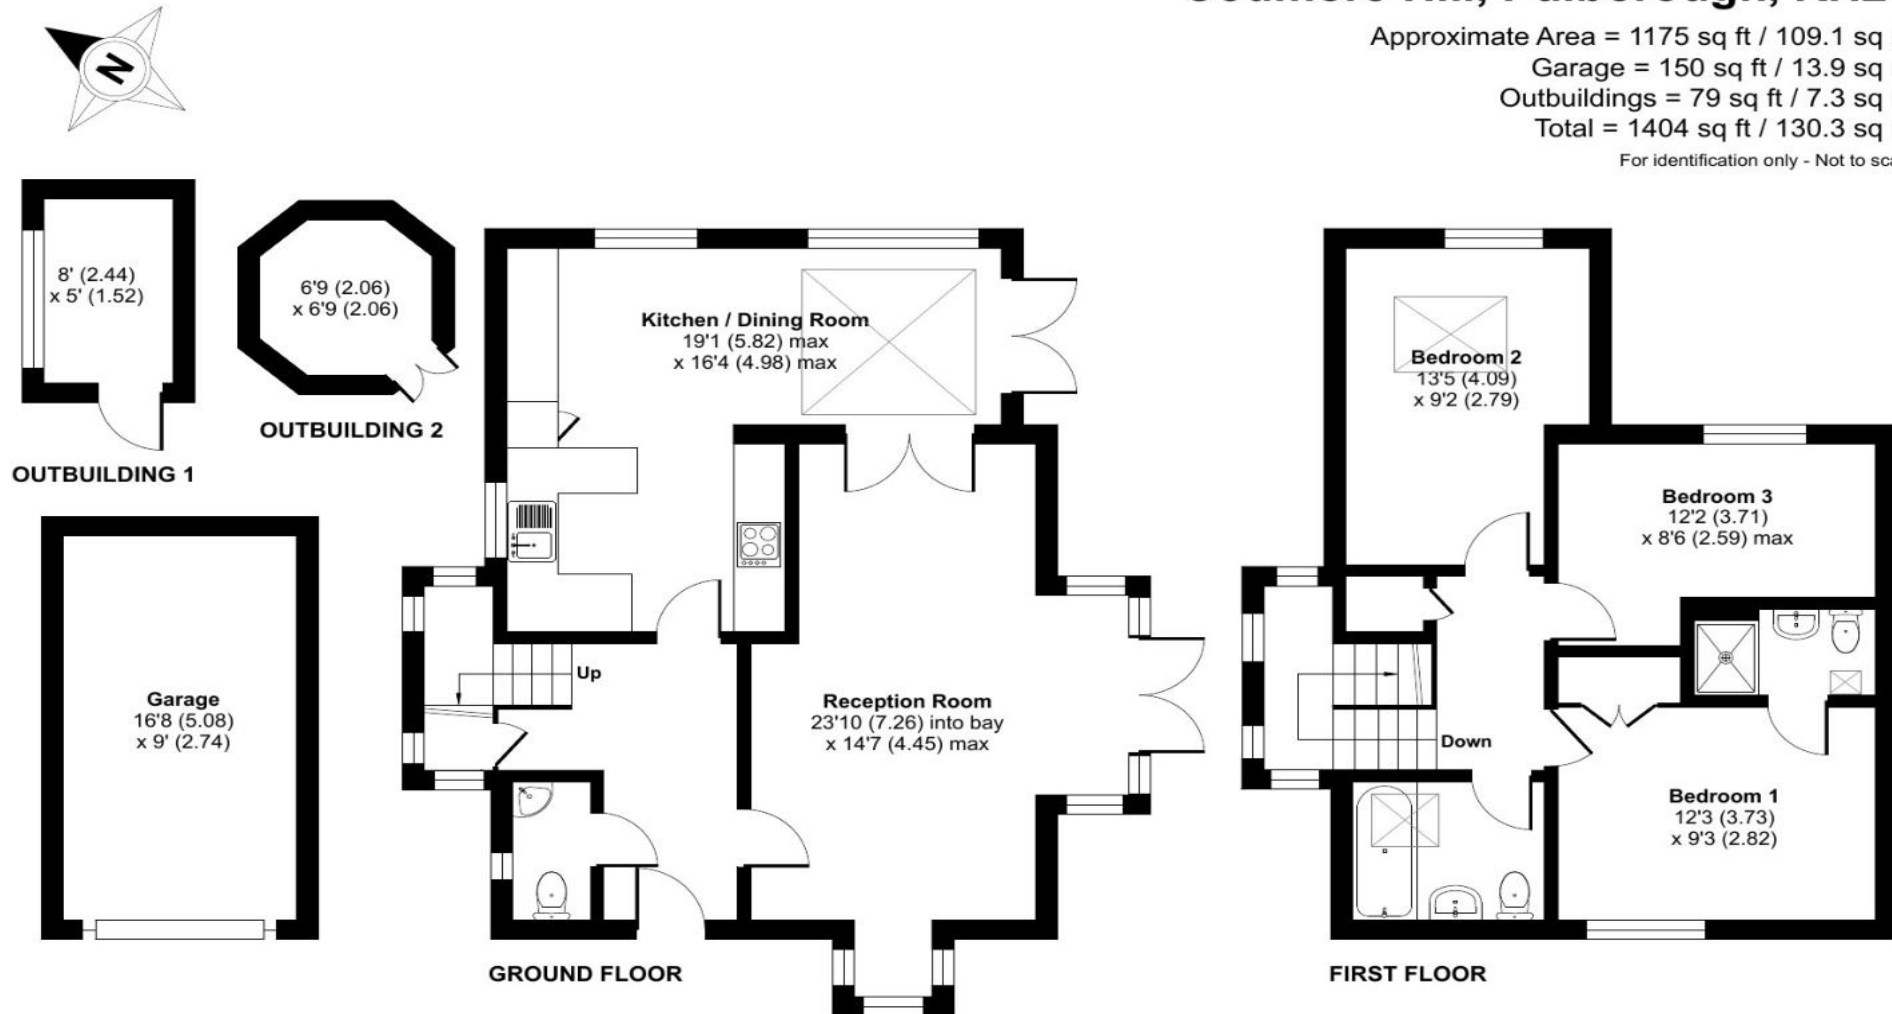 Approximate Area = 1175 sq ft / 109.1 sq
Garage = 150 sq ft / 13.9 sq
Outbuildings = 79 sq ft / 7.3 sq
Total = 1404 sq ft / 130.3 sq
For identification only - Not to sca
N
8' (2.44)
x 5' (1.52)
OUTBUILDING 1
6'9 (2.06)
x 6'9 (2.06)
OUTBUILDING 2
Garage
16'8 (5.08)
x 9' (2.74)
Kitchen / Dining Room
19'1 (5.82) max
x 16'4 (4.98) max
Up
Reception Room
23'10 (7.26) into bay
x 14'7 (4.45) max
GROUND FLOOR
Bedroom 2
13'5 (4.09)
x 9'2 (2.79)
Bedroom 3
12'2 (3.71)
x 8'6 (2.59) max
Down
Bedroom 1
12'3 (3.73)
x 9'3 (2.82)
FIRST FLOOR